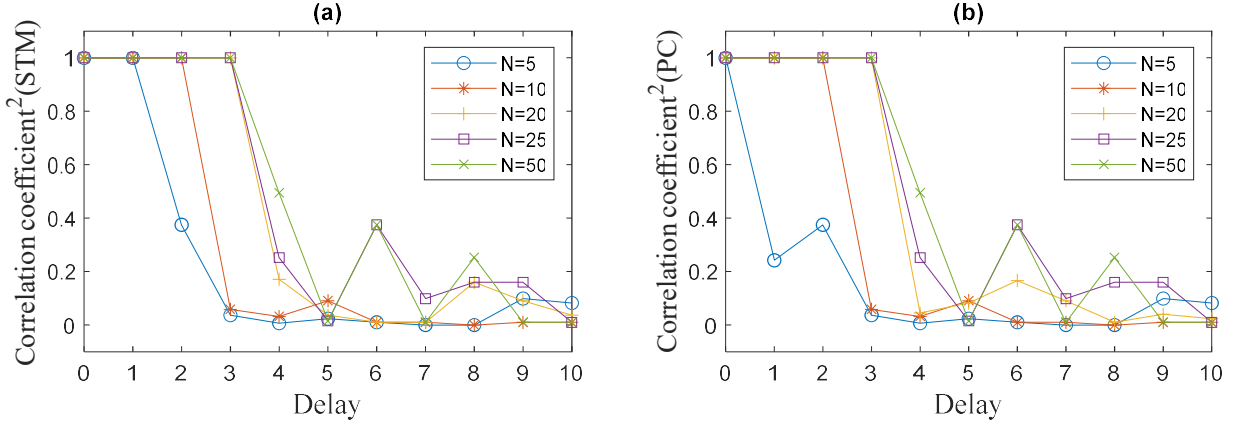 (a)
Correlation coefficient²(STM)
1
0.8
0.6
0.4
0.2
0
0 1 2 3 4 5 6 7 8 9 10
Delay
N=5
N=10
N=20
N=25
N=50
(b)
Correlation coefficient²(PC)
1
0.8
0.6
0.4
0.2
0
0 1 2 3 4 5 6 7 8 9 10
Delay
N=5
N=10
N=20
N=25
N=50